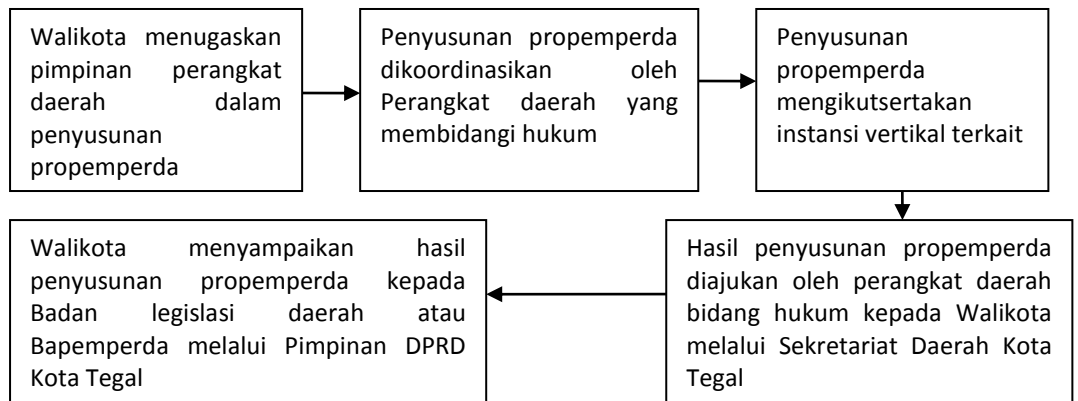 Walikota menugaskan
pimpinan perangkat
daerah dalam
penyusunan
propemperda
Penyusunan propemperda
dikoordinasikan oleh
Perangkat daerah yang
membidangi hukum
Penyusunan
propemperda
mengikutsertakan
instansi vertikal terkait
Hasil penyusunan propemperda
diajukan oleh perangkat daerah
bidang hukum kepada Walikota
melalui Sekretariat Daerah Kota
Tegal
Walikota menyampaikan hasil
penyusunan propemperda kepada
Badan legislasi daerah atau
Bapemperda melalui Pimpinan DPRD
Kota Tegal